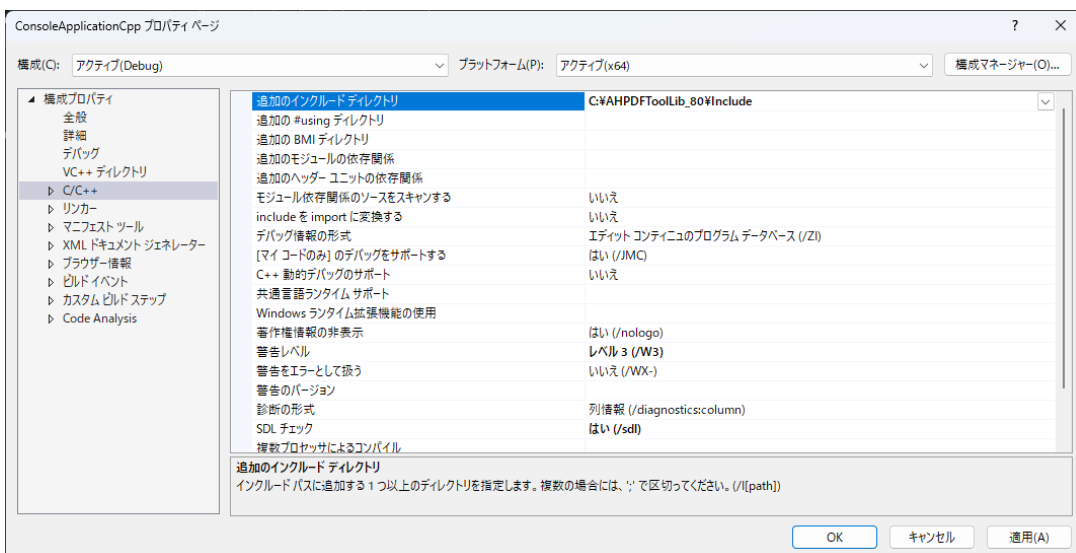 ConsoleApplicationCpp プロパティ ページ ? ×
構成(C): アクティブ(Debug) プラットフォーム(P): アクティブ(x64) 構成マネージャー(O)...
構成プロパティ
全般
詳細
デバッグ
VC++ ディレクトリ
C/C++
リンカー
マニフェスト ツール
XML ドキュメント ジェネレーター
ブラウザー情報
ビルド イベント
カスタム ビルド ステップ
Code Analysis
追加のインクルード ディレクトリ C:¥AHPDFToolLib_80¥Include
追加の #using ディレクトリ
追加の BMI ディレクトリ
追加のモジュールの依存関係
追加のヘッダー ユニットの依存関係
モジュール依存関係のソースをスキャンする いいえ
include を import に変換する いいえ
デバッグ情報の形式 エディット コンティニュのプログラム データベース (/ZI)
[マイ コードのみ] のデバッグをサポートする はい (/JMC)
C++ 動的デバッグのサポート いいえ
共通言語ランタイム サポート
Windows ランタイム拡張機能の使用
著作権情報の非表示 はい (/nologo)
警告レベル レベル 3 (/W3)
警告をエラーとして扱う いいえ (/WX-)
警告のバージョン
診断の形式 列情報 (/diagnostics:column)
SDL チェック はい (/sdl)
複数プロセッサによるコンパイル
追加のインクルード ディレクトリ
インクルード パスに追加する 1 つ以上のディレクトリを指定します。複数の場合には、';' で区切ってください。(/I[path])
OK キャンセル 適用(A)